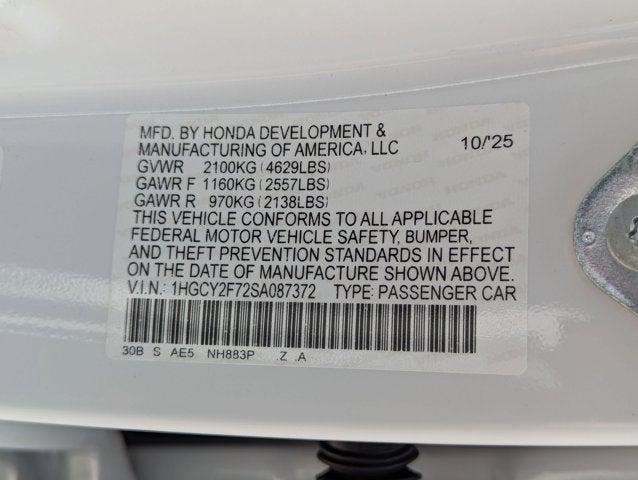 MFD. BY HONDA DEVELOPMENT &
MANUFACTURING OF AMERICA, LLC 10/'25
GVWR 2100KG (4629LBS)
GAWR F 1160KG (2557LBS)
GAWR R 970KG (2138LBS)
THIS VEHICLE CONFORMS TO ALL APPLICABLE
FEDERAL MOTOR VEHICLE SAFETY, BUMPER,
AND THEFT PREVENTION STANDARDS IN EFFECT
ON THE DATE OF MANUFACTURE SHOWN ABOVE.
V.I.N.: 1HGCY2F72SA087372 TYPE: PASSENGER CAR
30B S AE5 NH883P .Z .A